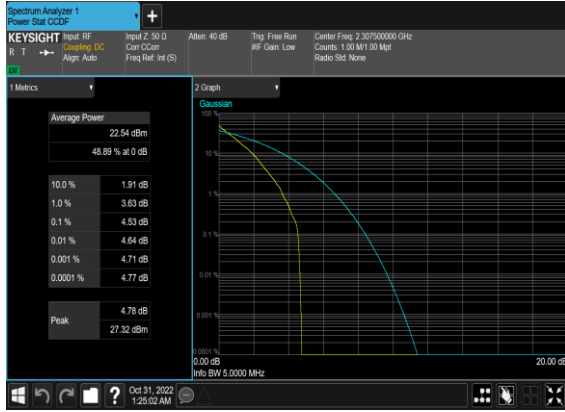 Spectrum Analyzer 1
Power Stat CCDF
+
KEYSIGHT
R T
Input: RF
Coupling: DC
Align: Auto
Input Z: 50 Ω
Corr CCorr
Freq Ref: Int (S)
Atten: 40 dB
Trig: Free Run
#IF Gain: Low
Center Freq: 2.307500000 GHz
Counts: 1.00 M/1.00 Mpt
Radio Std: None
1 Metrics
Average Power
22.54 dBm
48.89 % at 0 dB
10.0 % 1.91 dB
1.0 % 3.63 dB
0.1 % 4.53 dB
0.01 % 4.64 dB
0.001 % 4.71 dB
0.0001 % 4.77 dB
Peak
4.78 dB
27.32 dBm
2 Graph
Gaussian
100 %
10 %
1 %
0.1 %
0.01 %
0.001 %
0.0001 %
0.00 dB
20.00 dB
Info BW 5.0000 MHz
?
Oct 31, 2022
1:25:02 AM